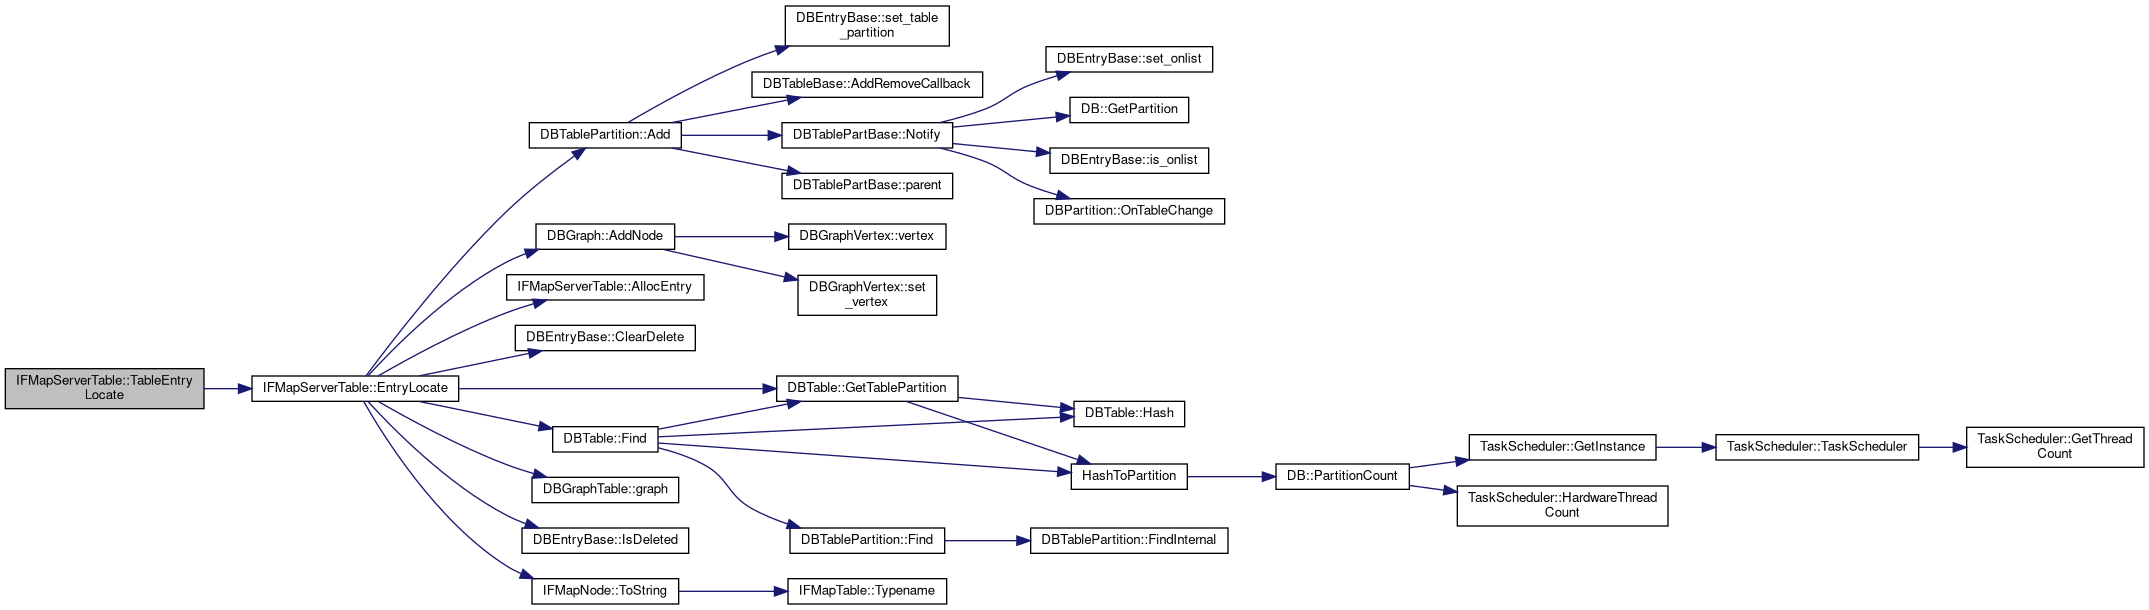 IFMapServerTable::TableEntry
Locate
IFMapServerTable::EntryLocate
DBTablePartition::Add
DBEntryBase::set_table
_partition
DBTableBase::AddRemoveCallback
DBTablePartBase::Notify
DBEntryBase::set_onlist
DB::GetPartition
DBEntryBase::is_onlist
DBPartition::OnTableChange
DBTablePartBase::parent
DBGraph::AddNode
DBGraphVertex::vertex
DBGraphVertex::set
_vertex
IFMapServerTable::AllocEntry
DBEntryBase::ClearDelete
DBTable::GetTablePartition
DBTable::Hash
DBTable::Find
HashToPartition
DB::PartitionCount
TaskScheduler::GetInstance
TaskScheduler::TaskScheduler
TaskScheduler::GetThread
Count
TaskScheduler::HardwareThread
Count
DBGraphTable::graph
DBEntryBase::IsDeleted
DBTablePartition::Find
DBTablePartition::FindInternal
IFMapNode::ToString
IFMapTable::Typename